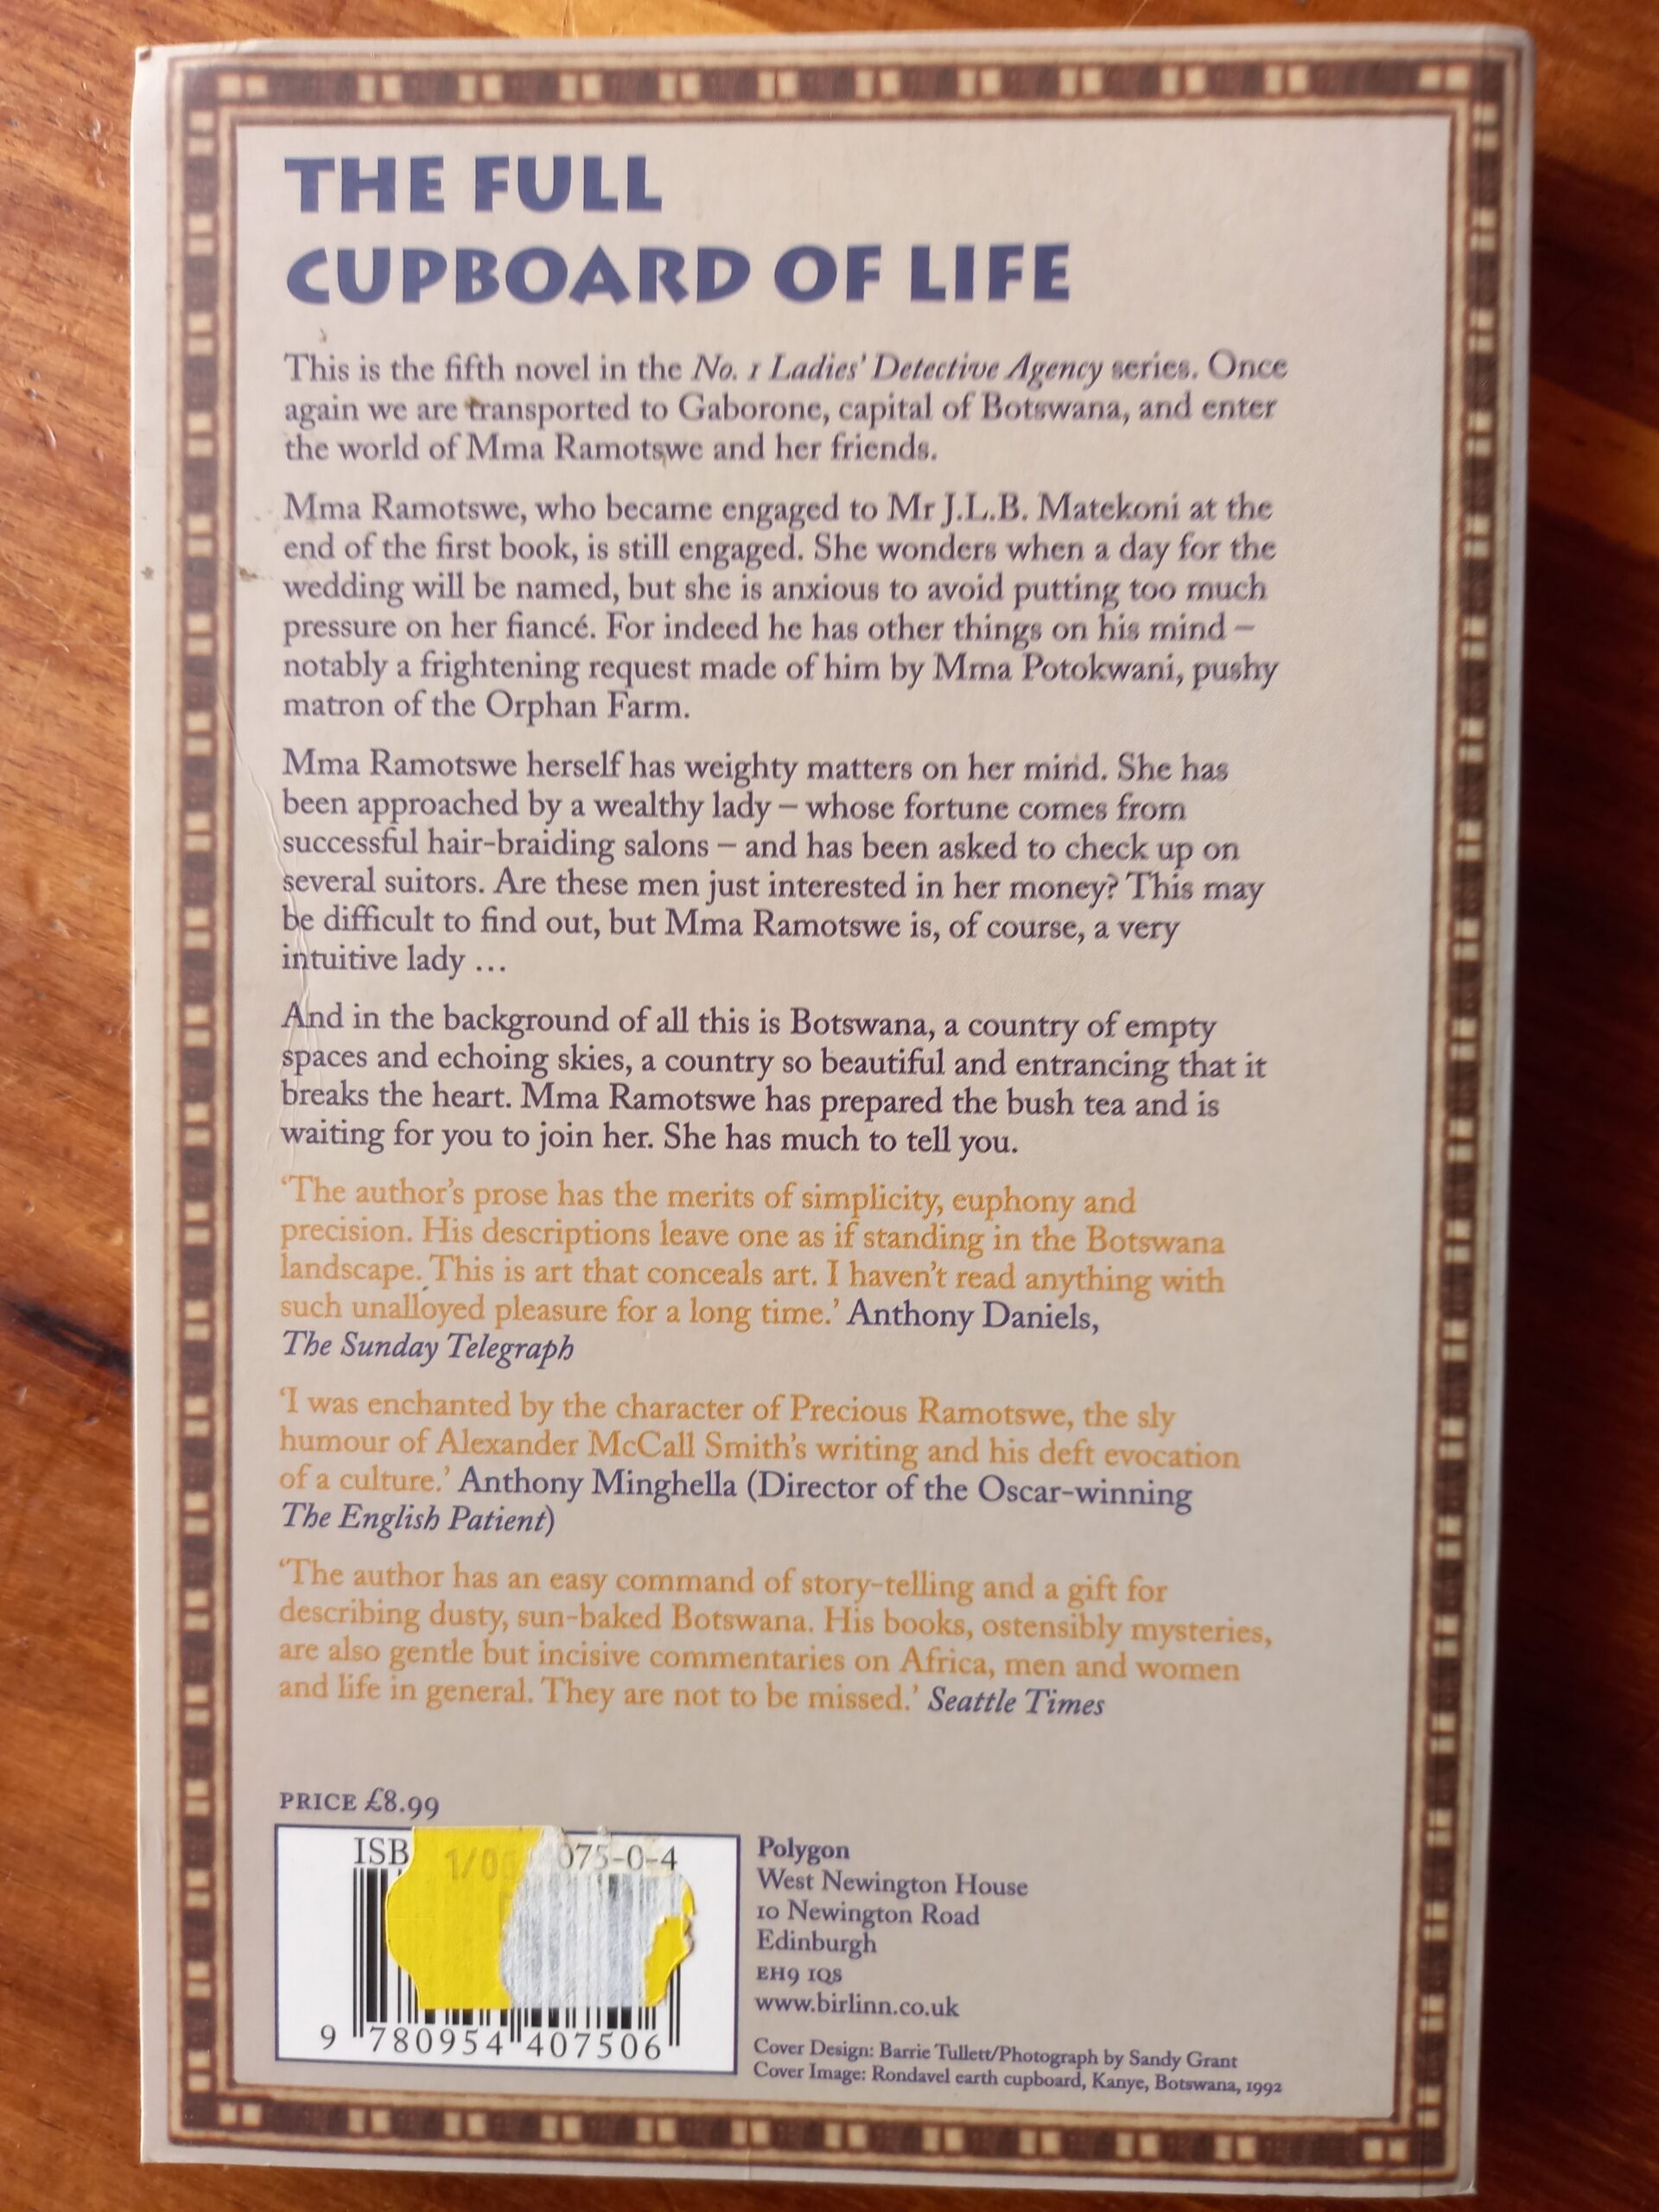 THE FULL
CUPBOARD OF LIFE
This is the fifth novel in the No. 1 Ladies' Detective Agency series. Once
again we are transported to Gaborone, capital of Botswana, and enter
the world of Mma Ramotswe and her friends.
Mma Ramotswe, who became engaged to Mr J.L.B. Matekoni at the
end of the first book, is still engaged. She wonders when a day for the
wedding will be named, but she is anxious to avoid putting too much
pressure on her fiancé. For indeed he has other things on his mind –
notably a frightening request made of him by Mma Potokwani, pushy
matron of the Orphan Farm.
Mma Ramotswe herself has weighty matters on her mind. She has
been approached by a wealthy lady – whose fortune comes from
successful hair-braiding salons – and has been asked to check up on
several suitors. Are these men just interested in her money? This may
be difficult to find out, but Mma Ramotswe is, of course, a very
intuitive lady ...
And in the background of all this is Botswana, a country of empty
spaces and echoing skies, a country so beautiful and entrancing that it
breaks the heart. Mma Ramotswe has prepared the bush tea and is
waiting for you to join her. She has much to tell you.
'The author's prose has the merits of simplicity, euphony and
precision. His descriptions leave one as if standing in the Botswana
landscape. This is art that conceals art. I haven't read anything with
such unalloyed pleasure for a long time.' Anthony Daniels,
The Sunday Telegraph
'I was enchanted by the character of Precious Ramotswe, the sly
humour of Alexander McCall Smith's writing and his deft evocation
of a culture.' Anthony Minghella (Director of the Oscar-winning
The English Patient)
'The author has an easy command of story-telling and a gift for
describing dusty, sun-baked Botswana. His books, ostensibly mysteries,
are also gentle but incisive commentaries on Africa, men and women
and life in general. They are not to be missed.' Seattle Times
PRICE £8.99
ISB 075-0-4
9 780954 407506
Polygon
West Newington House
10 Newington Road
Edinburgh
EH9 1QS
www.birlinn.co.uk
Cover Design: Barrie Tullett/Photograph by Sandy Grant
Cover Image: Rondavel earth cupboard, Kanye, Botswana, 1992